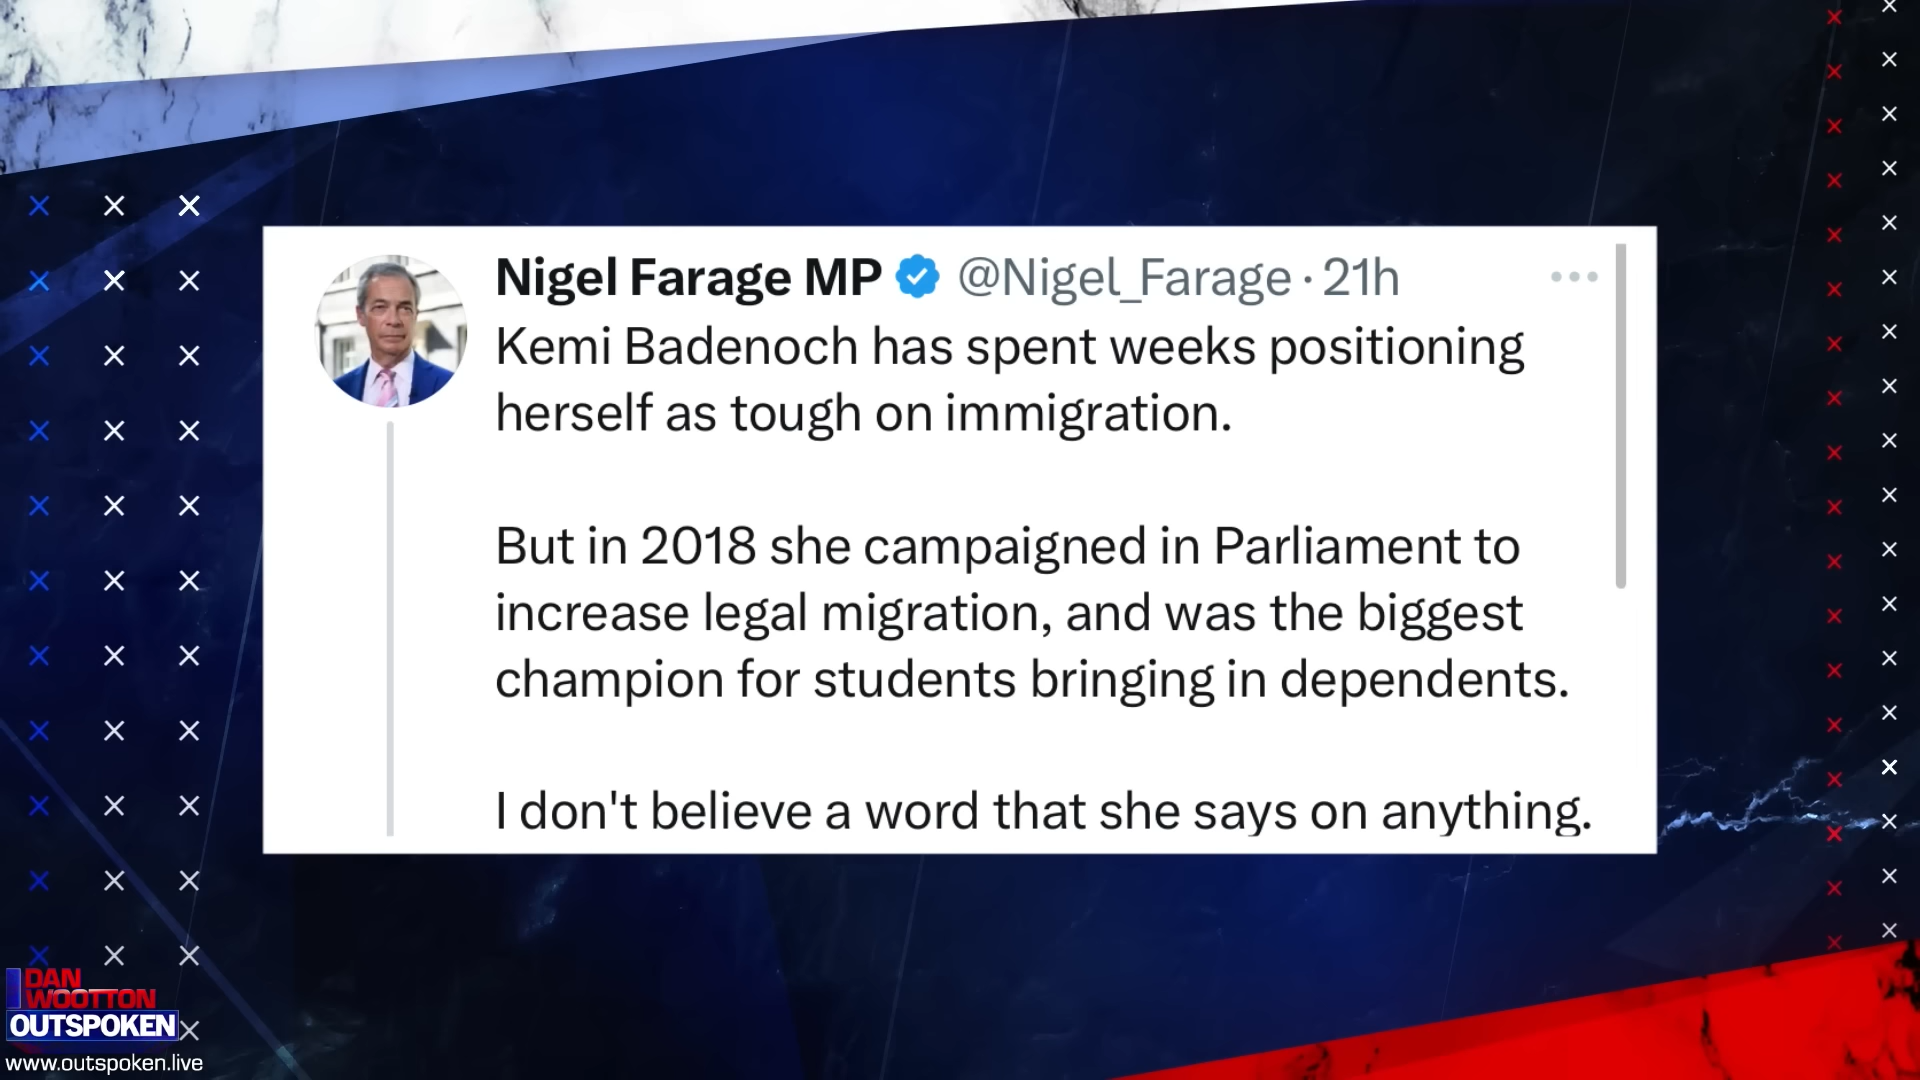 Nigel Farage MP @Nigel_Farage · 21h
Kemi Badenoch has spent weeks positioning
herself as tough on immigration.
But in 2018 she campaigned in Parliament to
increase legal migration, and was the biggest
champion for students bringing in dependents.
I don't believe a word that she says on anything.
DAN
WOOTTON
OUTSPOKEN
www.outspoken.live